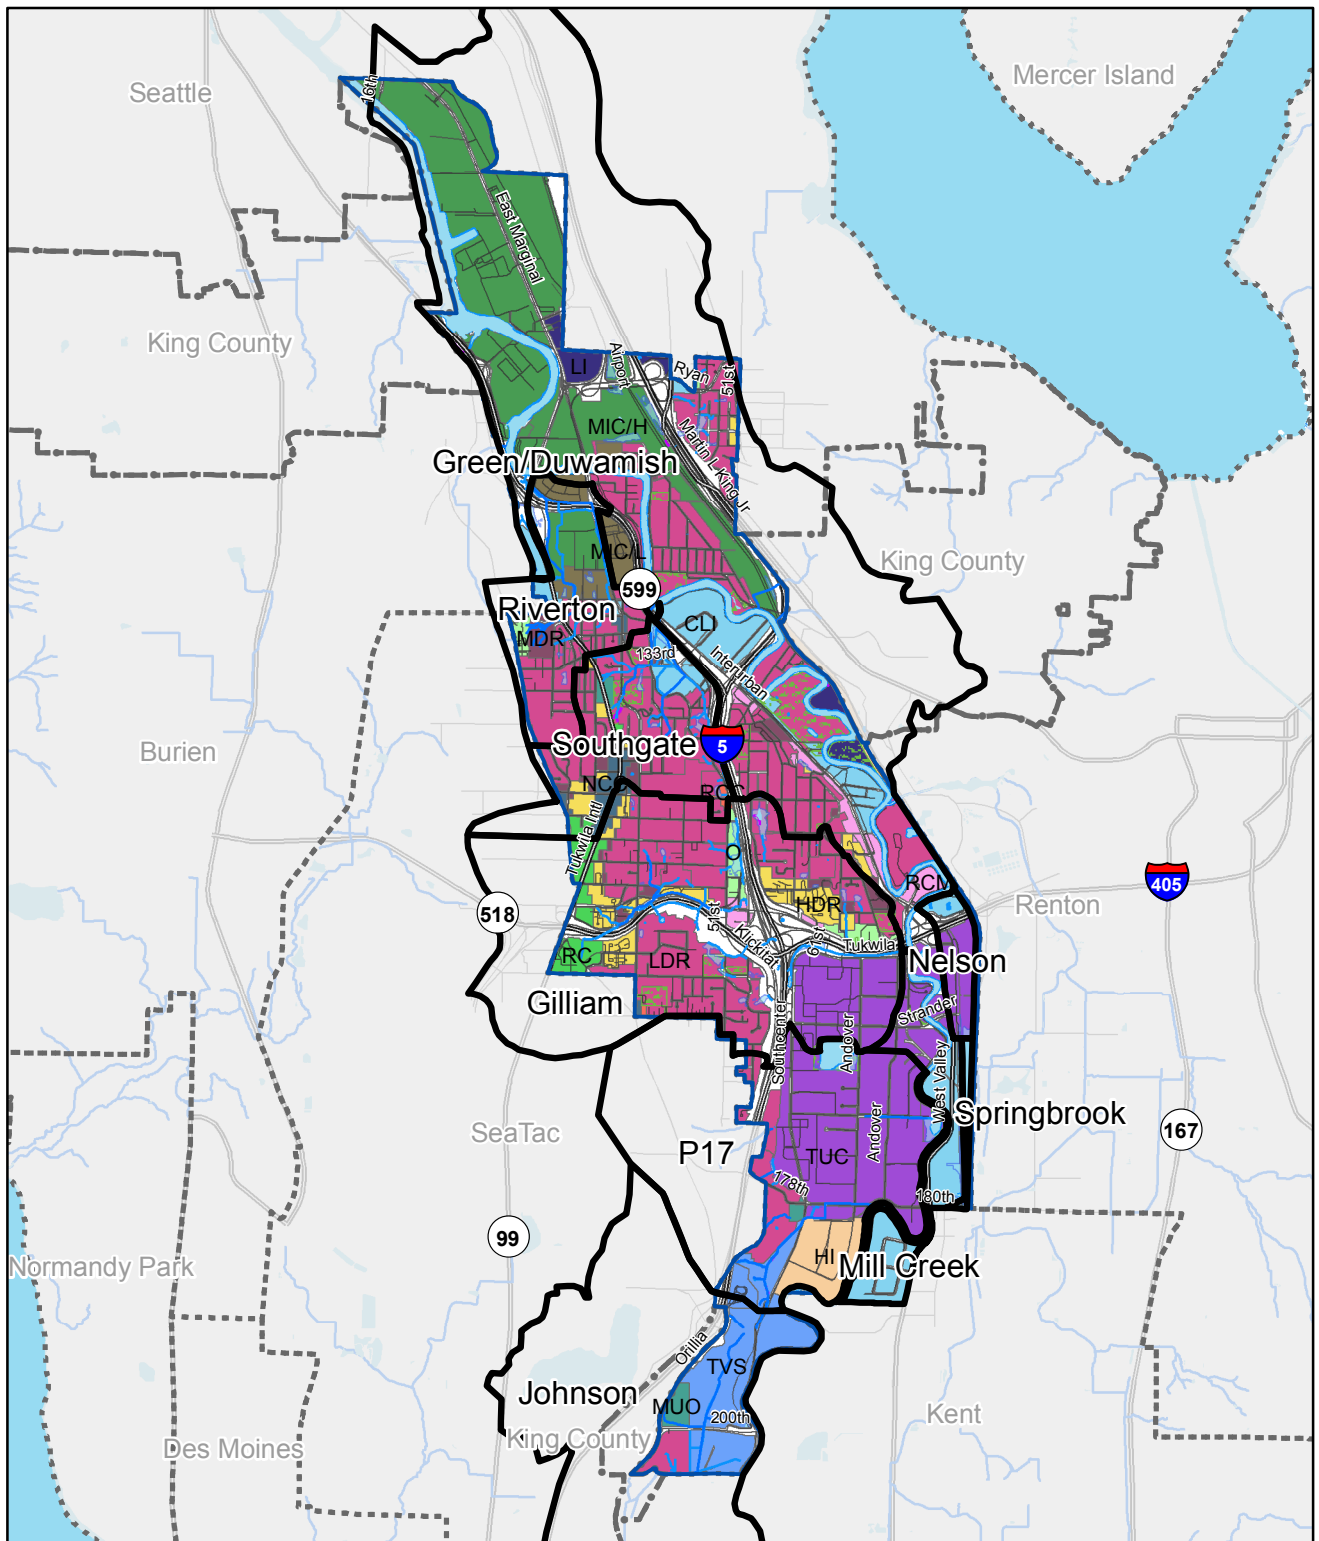 Mercer Island
Seattle
16th
East Marginal
King County
Airport
LI
Ryan
51st
MIC/H
Martin L King Jr
Green/Duwamish
MIC/L
King County
599
Riverton
CLI
MDR
133rd
Interurban
Burien
Southgate
5
NCC
RCC
Tukwila Intl
O
405
RCM
HDR
Renton
518
51st
Klickitat
61st
Tukwila
RC
LDR
Nelson
Gilliam
Strander
Southcenter
Andover
West Valley
Springbrook
Andover
SeaTac
167
P17
TUC
178th
180th
99
HI
Mill Creek
Normandy Park
Orillia
TVS
Johnson
MUO
200th
Kent
King County
Des Moines